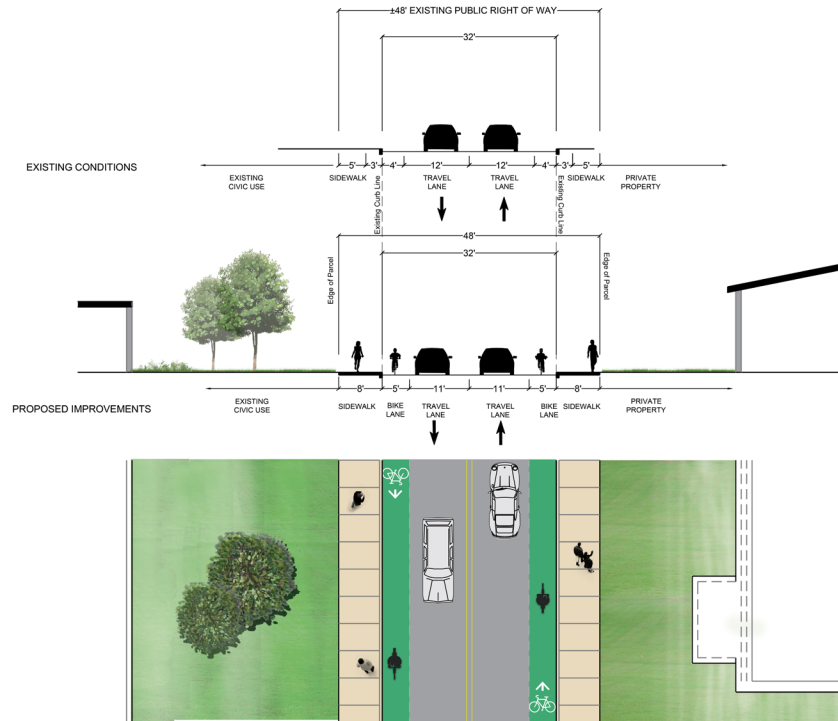 ±48' EXISTING PUBLIC RIGHT OF WAY
32'
EXISTING CONDITIONS
5' 3' 4' 12' 12' 4' 3' 5'
EXISTING
CIVIC USE
SIDEWALK
TRAVEL
LANE
TRAVEL
LANE
SIDEWALK
PRIVATE
PROPERTY
Existing Curb Line
Existing Curb Line
48'
32'
Edge of Parcel
Edge of Parcel
8' 5' 11' 11' 5' 8'
PROPOSED IMPROVEMENTS
EXISTING
CIVIC USE
SIDEWALK
BIKE
LANE
TRAVEL
LANE
TRAVEL
LANE
BIKE
LANE
SIDEWALK
PRIVATE
PROPERTY